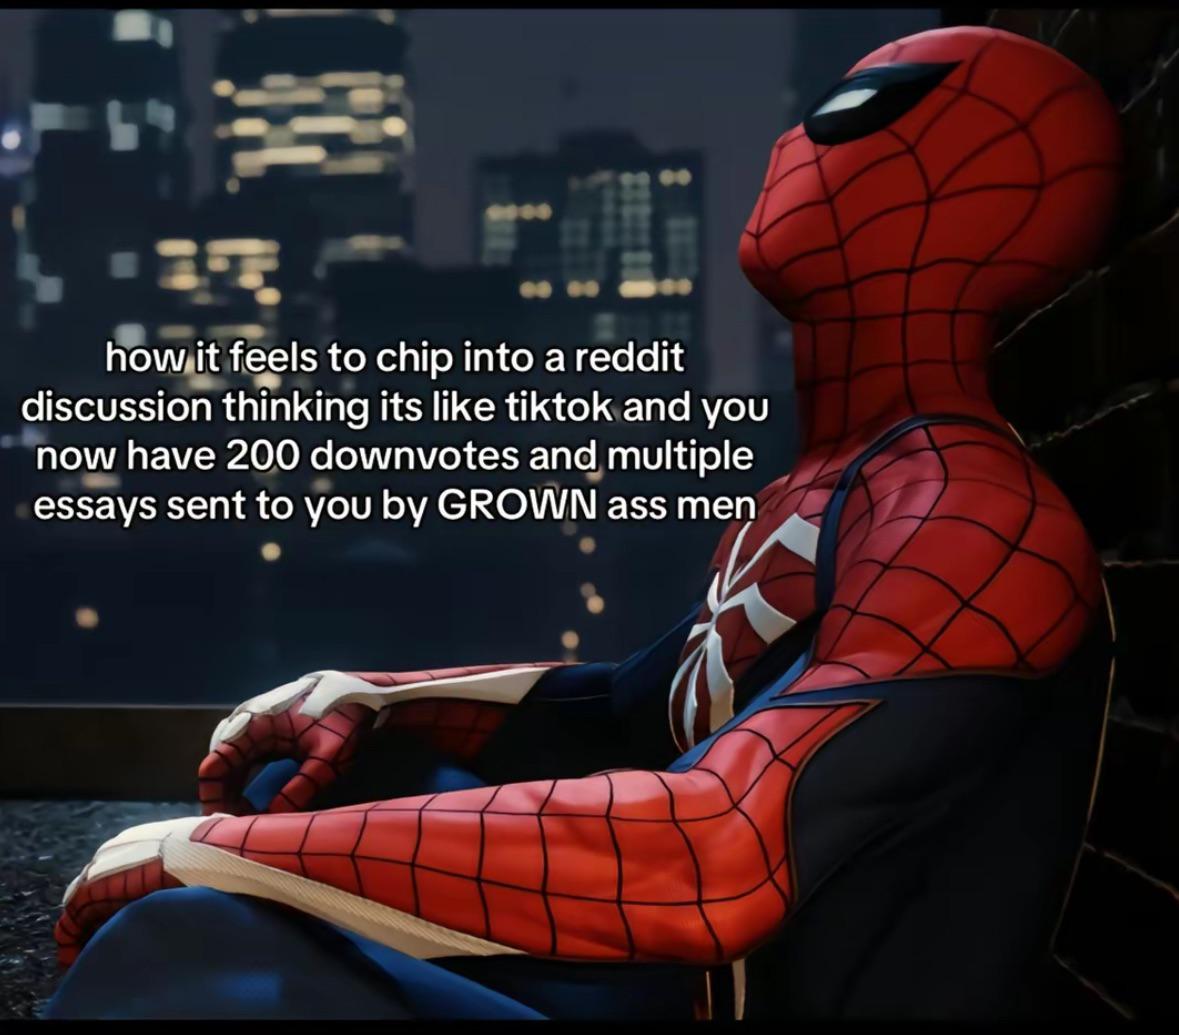 how it feels to chip into a reddit
discussion thinking its like tiktok and you
now have 200 downvotes and multiple
essays sent to you by GROWN ass men